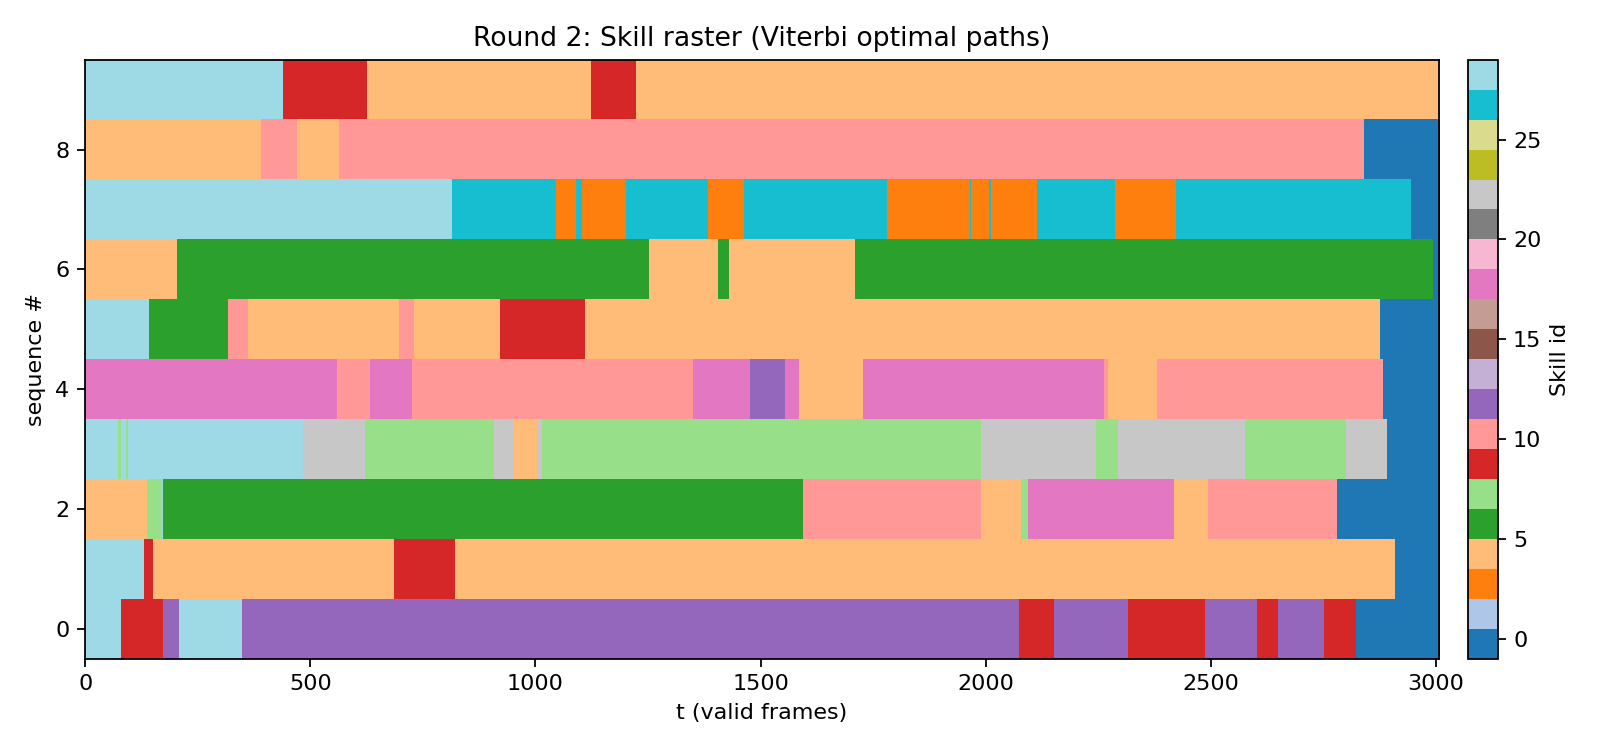 Round 2: Skill raster (Viterbi optimal paths)
sequence #
8
6
4
2
0
0 500 1000 1500 2000 2500 3000
t (valid frames)
25
20
15
10
5
0
Skill id